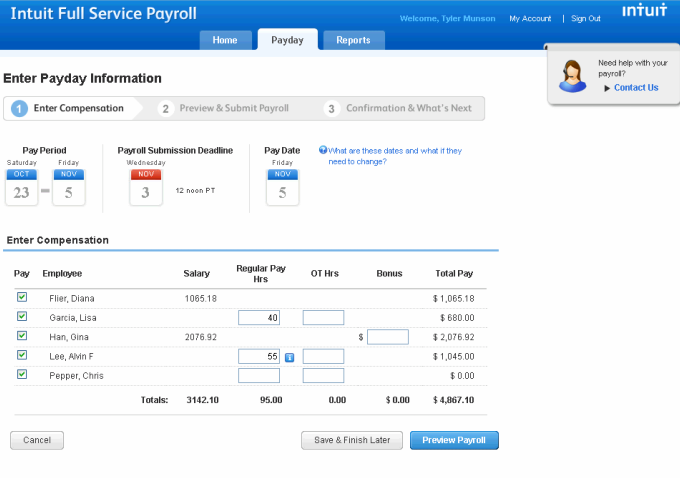 Intuit Full Service Payroll
Welcome, Tyler Munson My Account | Sign Out
intuit
Home Payday Reports
Need help with your
payroll?
Contact Us
Enter Payday Information
1 Enter Compensation 2 Preview & Submit Payroll 3 Confirmation & What's Next
Pay Period Payroll Submission Deadline Pay Date
What are these dates and what if they
need to change?
Saturday Friday Wednesday Friday
OCT NOV NOV NOV
23 - 5 3 12 noon PT 5
Enter Compensation
Pay Employee Salary Regular Pay Hrs OT Hrs Bonus Total Pay
Flier, Diana 1065.18 $ 1,065.18
Garcia, Lisa 40 $ 680.00
Han, Gina 2076.92 $ $ 2,076.92
Lee, Alvin F 55 i $ 1,045.00
Pepper, Chris $ 0.00
Totals: 3142.10 95.00 0.00 $ 0.00 $ 4,867.10
Cancel Save & Finish Later Preview Payroll